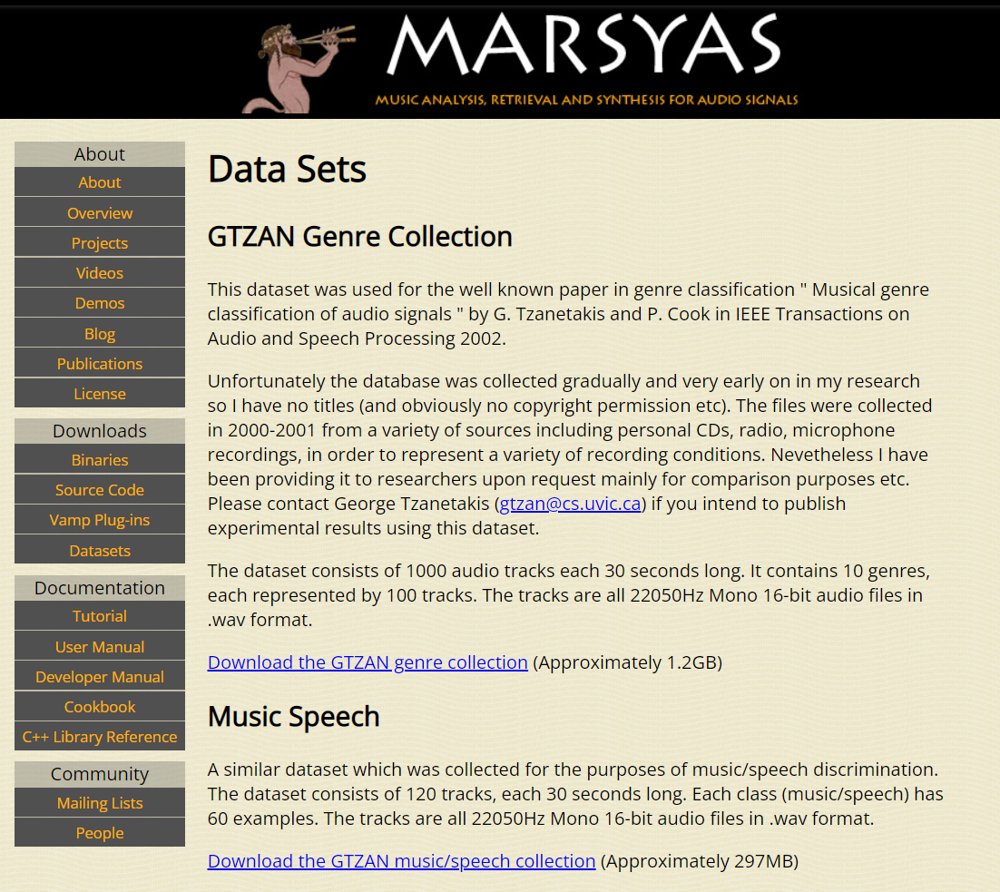 MARSYAS
MUSIC ANALYSIS, RETRIEVAL AND SYNTHESIS FOR AUDIO SIGNALS
About
About
Overview
Projects
Videos
Demos
Blog
Publications
License
Downloads
Binaries
Source Code
Vamp Plug-ins
Datasets
Documentation
Tutorial
User Manual
Developer Manual
Cookbook
C++ Library Reference
Community
Mailing Lists
People
Data Sets
GTZAN Genre Collection
This dataset was used for the well known paper in genre classification " Musical genre
classification of audio signals " by G. Tzanetakis and P. Cook in IEEE Transactions on
Audio and Speech Processing 2002.
Unfortunately the database was collected gradually and very early on in my research
so I have no titles (and obviously no copyright permission etc). The files were collected
in 2000-2001 from a variety of sources including personal CDs, radio, microphone
recordings, in order to represent a variety of recording conditions. Nevetheless I have
been providing it to researchers upon request mainly for comparison purposes etc.
Please contact George Tzanetakis (gtzan@cs.uvic.ca) if you intend to publish
experimental results using this dataset.
The dataset consists of 1000 audio tracks each 30 seconds long. It contains 10 genres,
each represented by 100 tracks. The tracks are all 22050Hz Mono 16-bit audio files in
.wav format.
Download the GTZAN genre collection (Approximately 1.2GB)
Music Speech
A similar dataset which was collected for the purposes of music/speech discrimination.
The dataset consists of 120 tracks, each 30 seconds long. Each class (music/speech) has
60 examples. The tracks are all 22050Hz Mono 16-bit audio files in .wav format.
Download the GTZAN music/speech collection (Approximately 297MB)